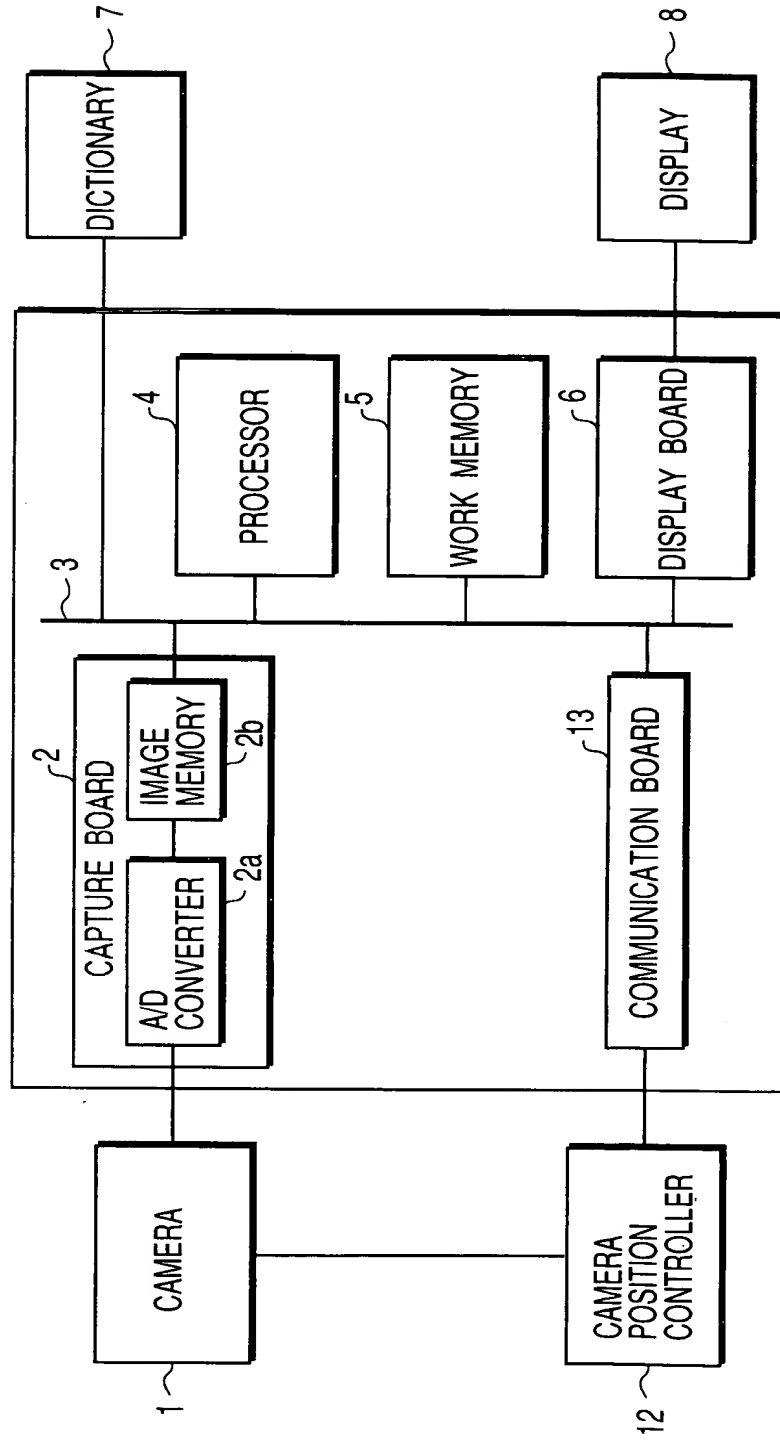 1
CAMERA
2
CAPTURE BOARD
A/D
CONVERTER
2a
IMAGE
MEMORY
2b
3
4
PROCESSOR
5
WORK MEMORY
6
DISPLAY BOARD
7
DICTIONARY
8
DISPLAY
12
CAMERA
POSITION
CONTROLLER
13
COMMUNICATION BOARD